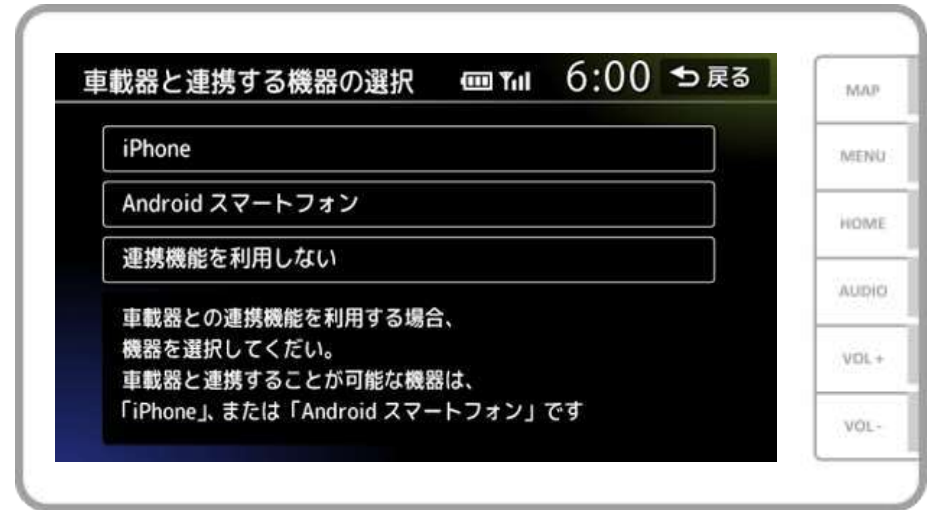 車載器と連携する機器の選択 6:00 戻る
iPhone
Android スマートフォン
連携機能を利用しない
車載器との連携機能を利用する場合、
機器を選択してくだい。
車載器と連携することが可能な機器は、
「iPhone」、または「Android スマートフォン」です
MAP
MENU
HOME
AUDIO
VOL +
VOL -